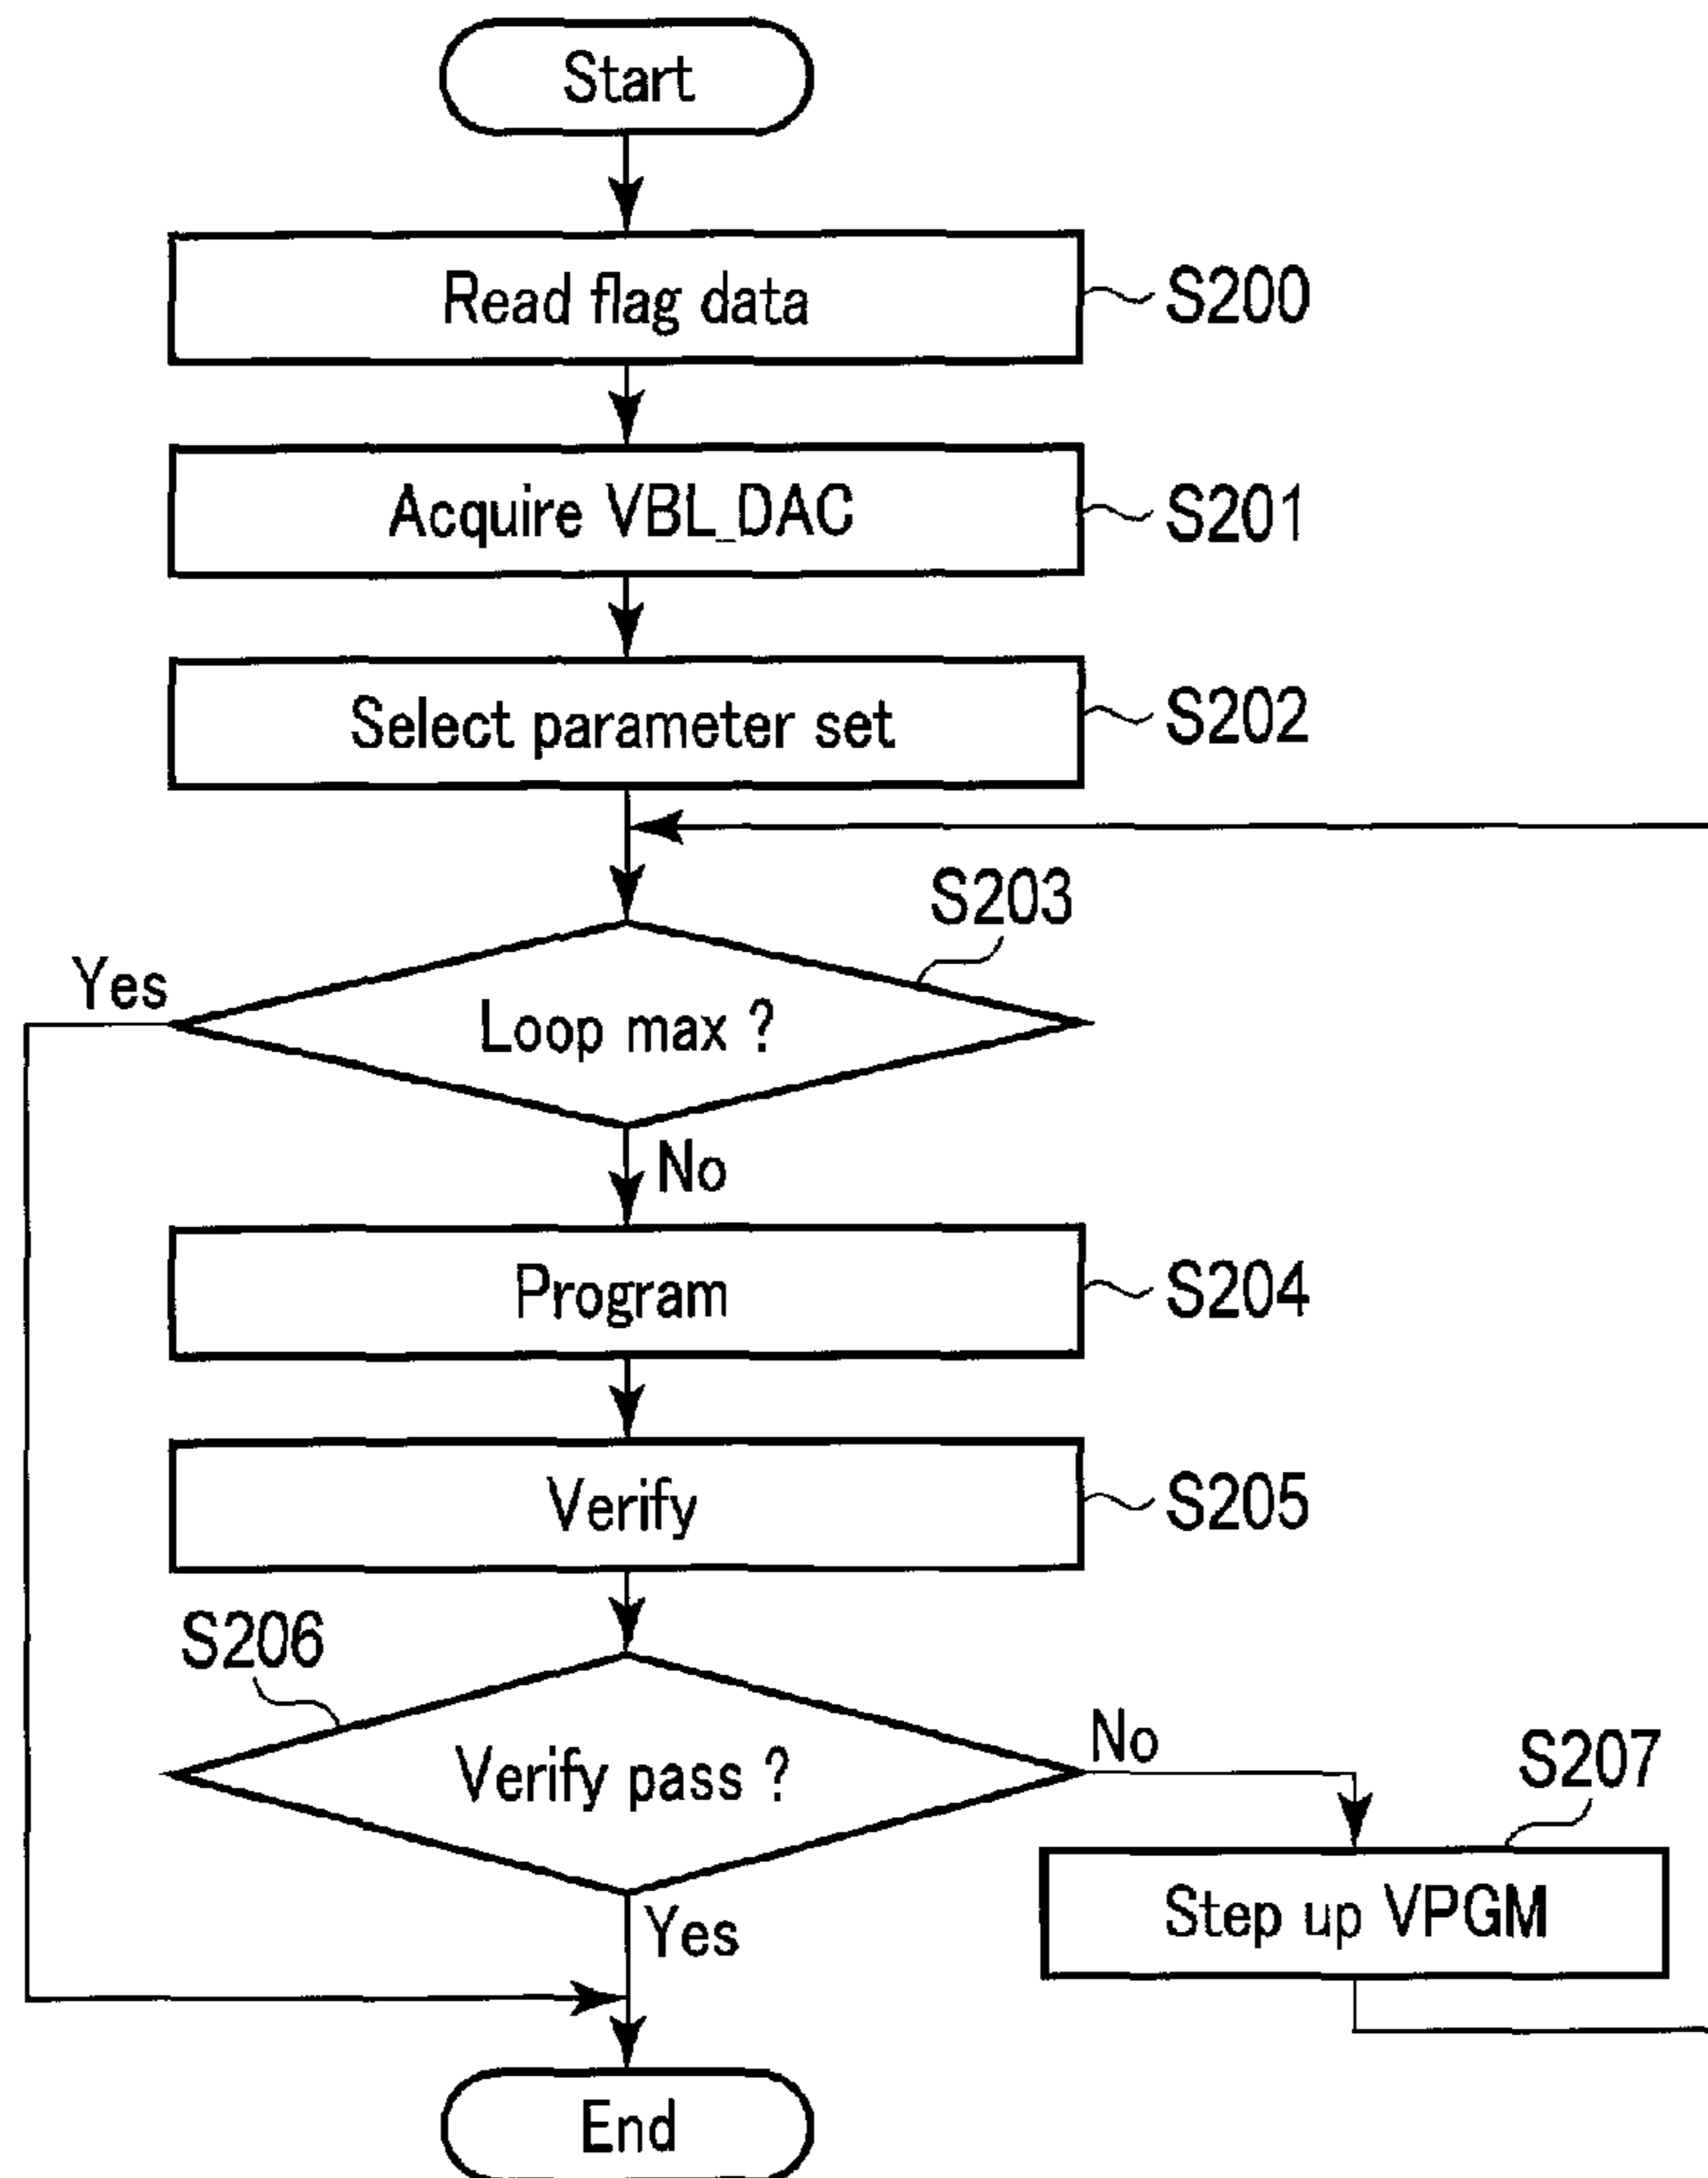 Start
Read flag data
S200
Acquire VBL_DAC
S201
Select parameter set
S202
S203
Yes
Loop max ?
No
Program
S204
Verify
S205
S206
Verify pass ?
No
S207
Step up VPGM
Yes
End